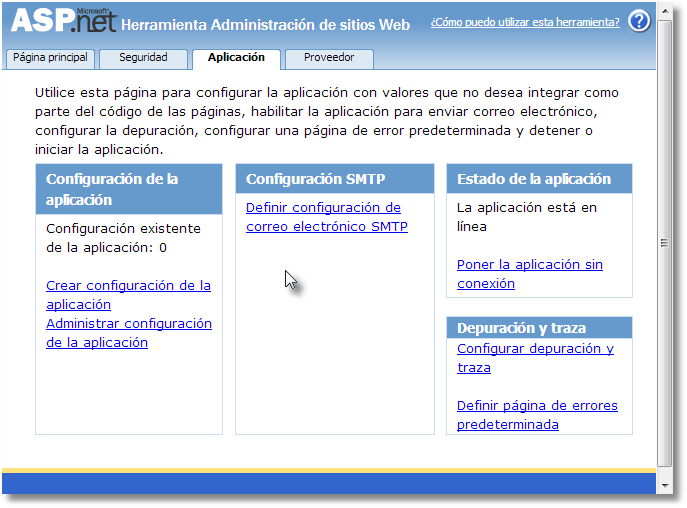 ASP.net Microsoft Herramienta Administración de sitios Web ¿Cómo puedo utilizar esta herramienta? ?
Página principal Seguridad Aplicación Proveedor
Utilice esta página para configurar la aplicación con valores que no desea integrar como
parte del código de las páginas, habilitar la aplicación para enviar correo electrónico,
configurar la depuración, configurar una página de error predeterminada y detener o
iniciar la aplicación.
Configuración de la
aplicación
Configuración existente
de la aplicación: 0
Crear configuración de la
aplicación
Administrar configuración
de la aplicación
Configuración SMTP
Definir configuración de
correo electrónico SMTP
Estado de la aplicación
La aplicación está en
línea
Poner la aplicación sin
conexión
Depuración y traza
Configurar depuración y
traza
Definir página de errores
predeterminada